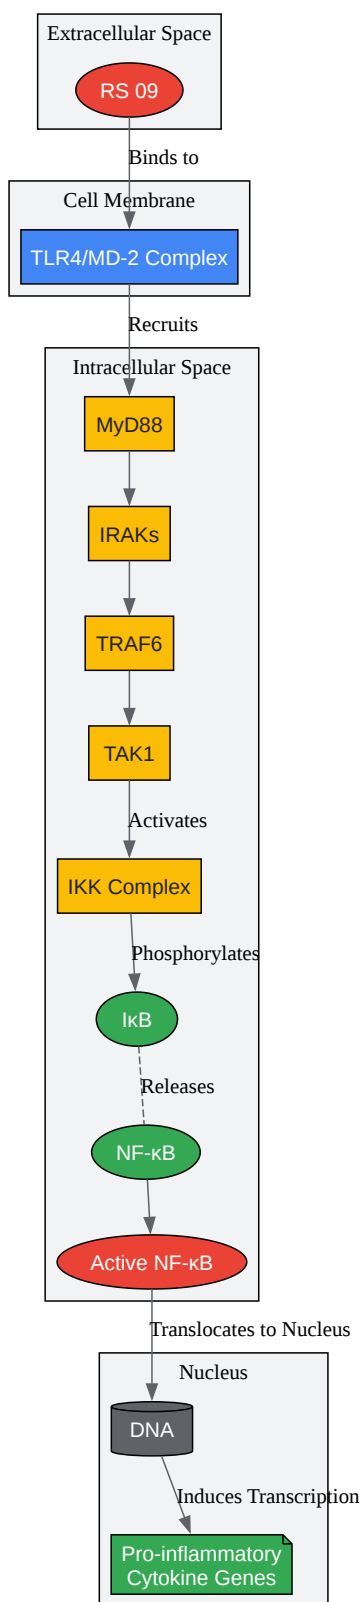 Extracellular Space
RS 09
Binds to
Cell Membrane
TLR4/MD-2 Complex
Recruits
Intracellular Space
MyD88
IRAKs
TRAF6
TAK1
Activates
IKK Complex
Phosphorylates
IκB
Releases
NF-κB
Active NF-κB
Translocates to Nucleus
Nucleus
DNA
Induces Transcription
Pro-inflammatory
Cytokine Genes